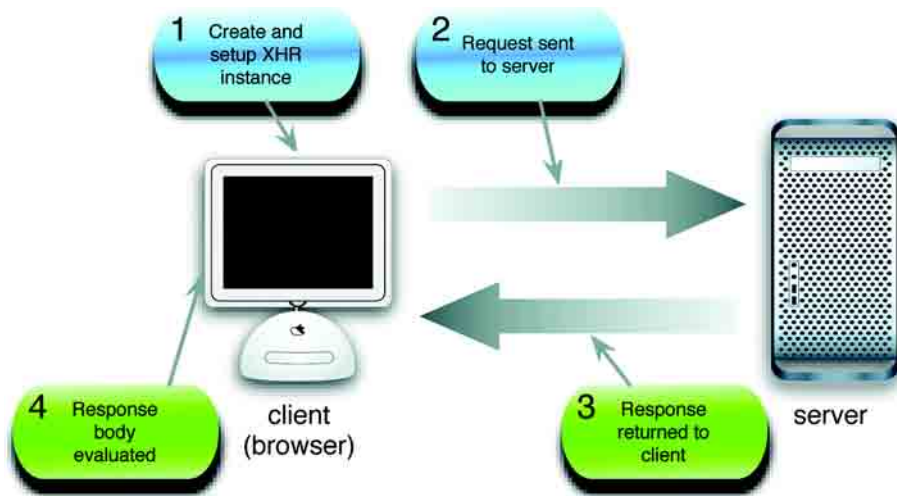 1
Create and
setup XHR
instance
2
Request sent
to server
client
(browser)
server
3
Response
returned to
client
4
Response
body
evaluated